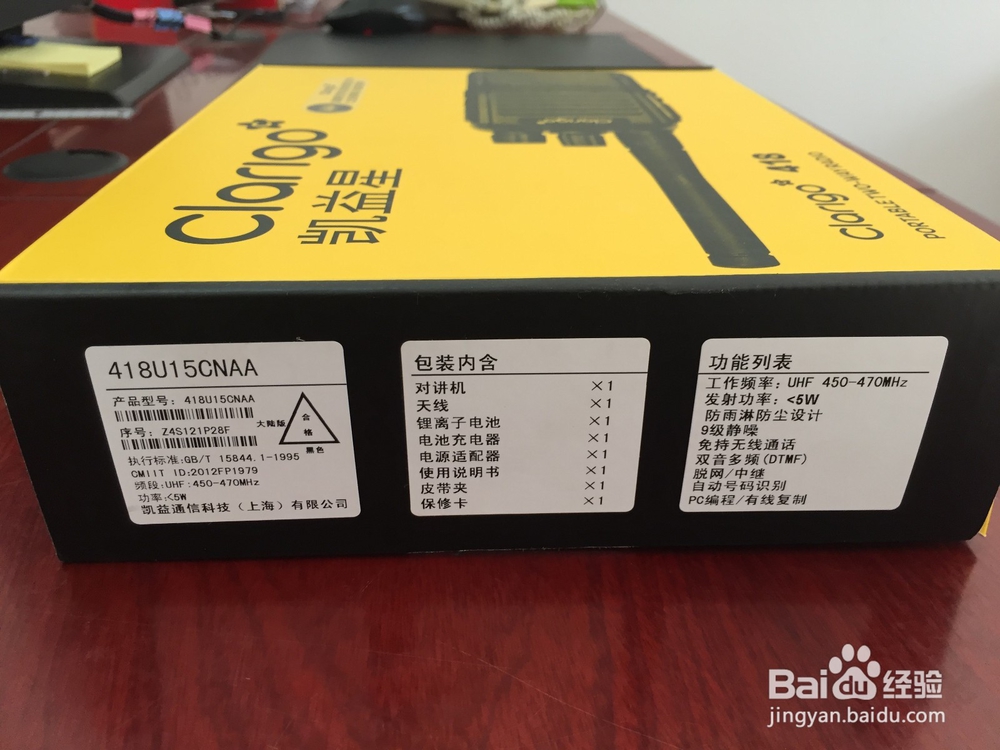 Clarigo
凯益星
Clarigo 418
PORTABLE TWO-WAY RADIO
clarigo
418U15CNAA
产品型号: 418U15CNAA
序号: Z4S121P28F
大陆版
合
格
黑色
执行标准:GB/T 15844.1-1995
CMIIT ID:2012FP1979
频段:UHF:450-470MHz
功率:<5W
凯益通信科技（上海）有限公司
包装内含
对讲机 ×1
天线 ×1
锂离子电池 ×1
电池充电器 ×1
电源适配器 ×1
使用说明书 ×1
皮带夹 ×1
保修卡 ×1
功能列表
工作频率: UHF 450-470MHz
发射功率: <5W
防雨淋防尘设计
9级静噪
免持无线通话
双音多频(DTMF)
脱网/中继
自动号码识别
PC编程/有线复制
Baidu 经验
jingyan.baidu.com